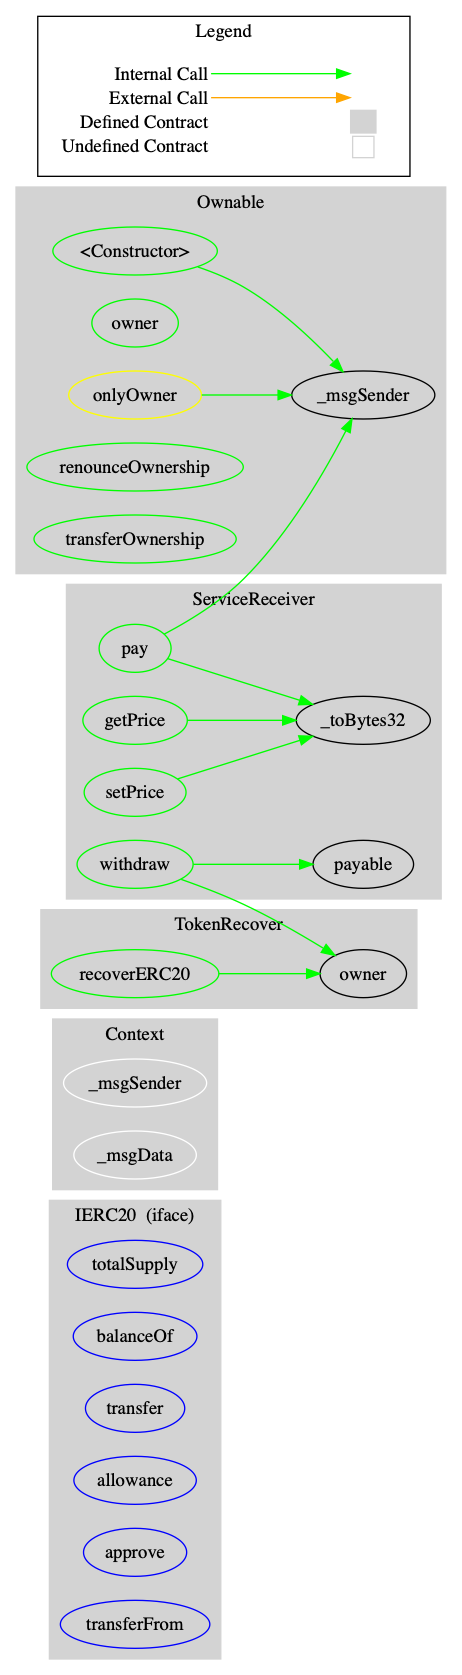 Legend
Internal Call
External Call
Defined Contract
Undefined Contract
Ownable
<Constructor>
owner
onlyOwner
_msgSender
renounceOwnership
transferOwnership
ServiceReceiver
pay
getPrice
_toBytes32
setPrice
withdraw
payable
TokenRecover
recoverERC20
owner
Context
_msgSender
_msgData
IERC20 (iface)
totalSupply
balanceOf
transfer
allowance
approve
transferFrom